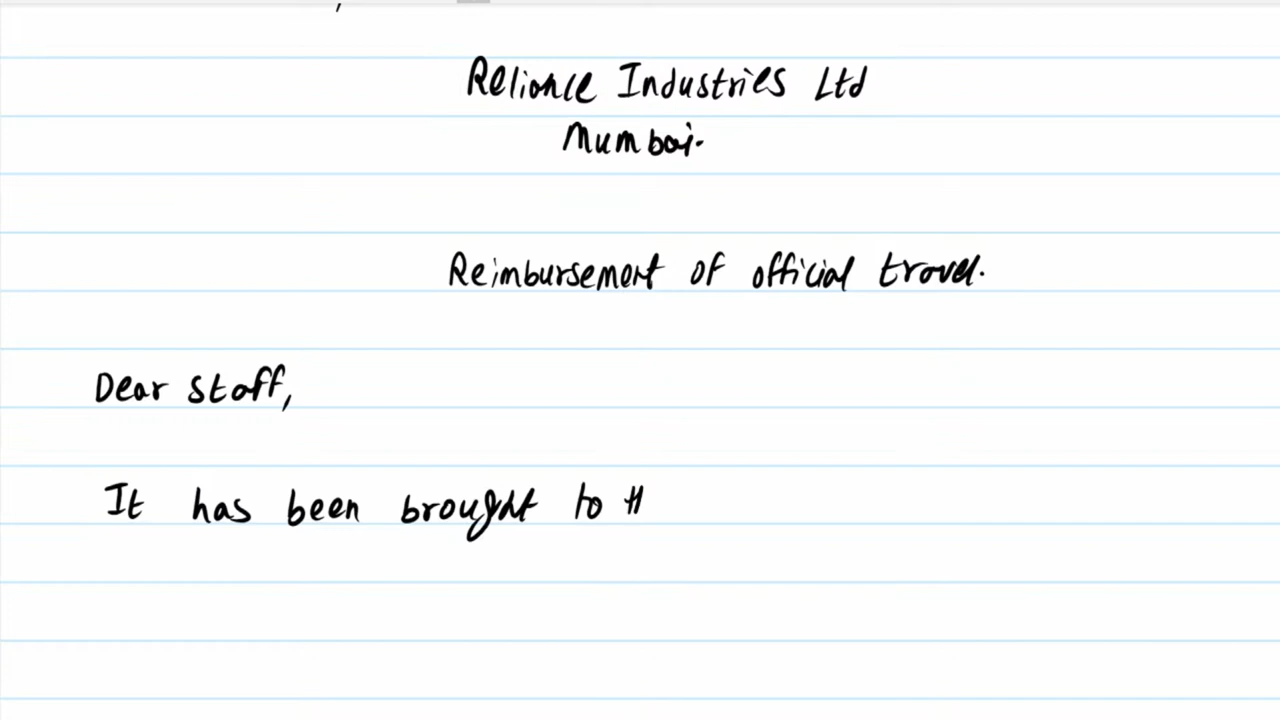 Reliance Industries Ltd
Mumbai.
Reimbursement of official travel.
Dear staff,
It has been brought to